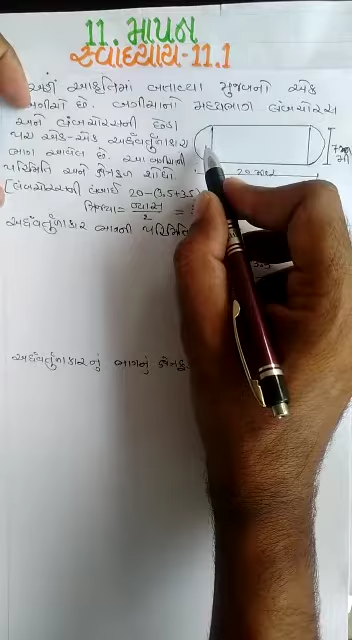 11. માપન
સ્વાધ્યાય-11.1
અહીં આકૃતિમાં બતાવ્યા મુજબનો એક
બગીચો છે. બગીચાનો મધ્યભાગ લંબચોરસ
અને લંબચોરસની છેડા
પર એક-એક અર્ધવર્તુળાકાર
ભાગ આવેલ છે. આ બગીચાની
પરિમિતિ અને ક્ષેત્રફળ શોધો.
20 મીટર
[લંબચોરસની લંબાઈ 20-(3.5+3.5)
ત્રિજ્યા = વ્યાસ / 2 =
અર્ધવર્તુળાકાર ભાગની પરિમિતિ
અર્ધવર્તુળાકારનું ભાગનું